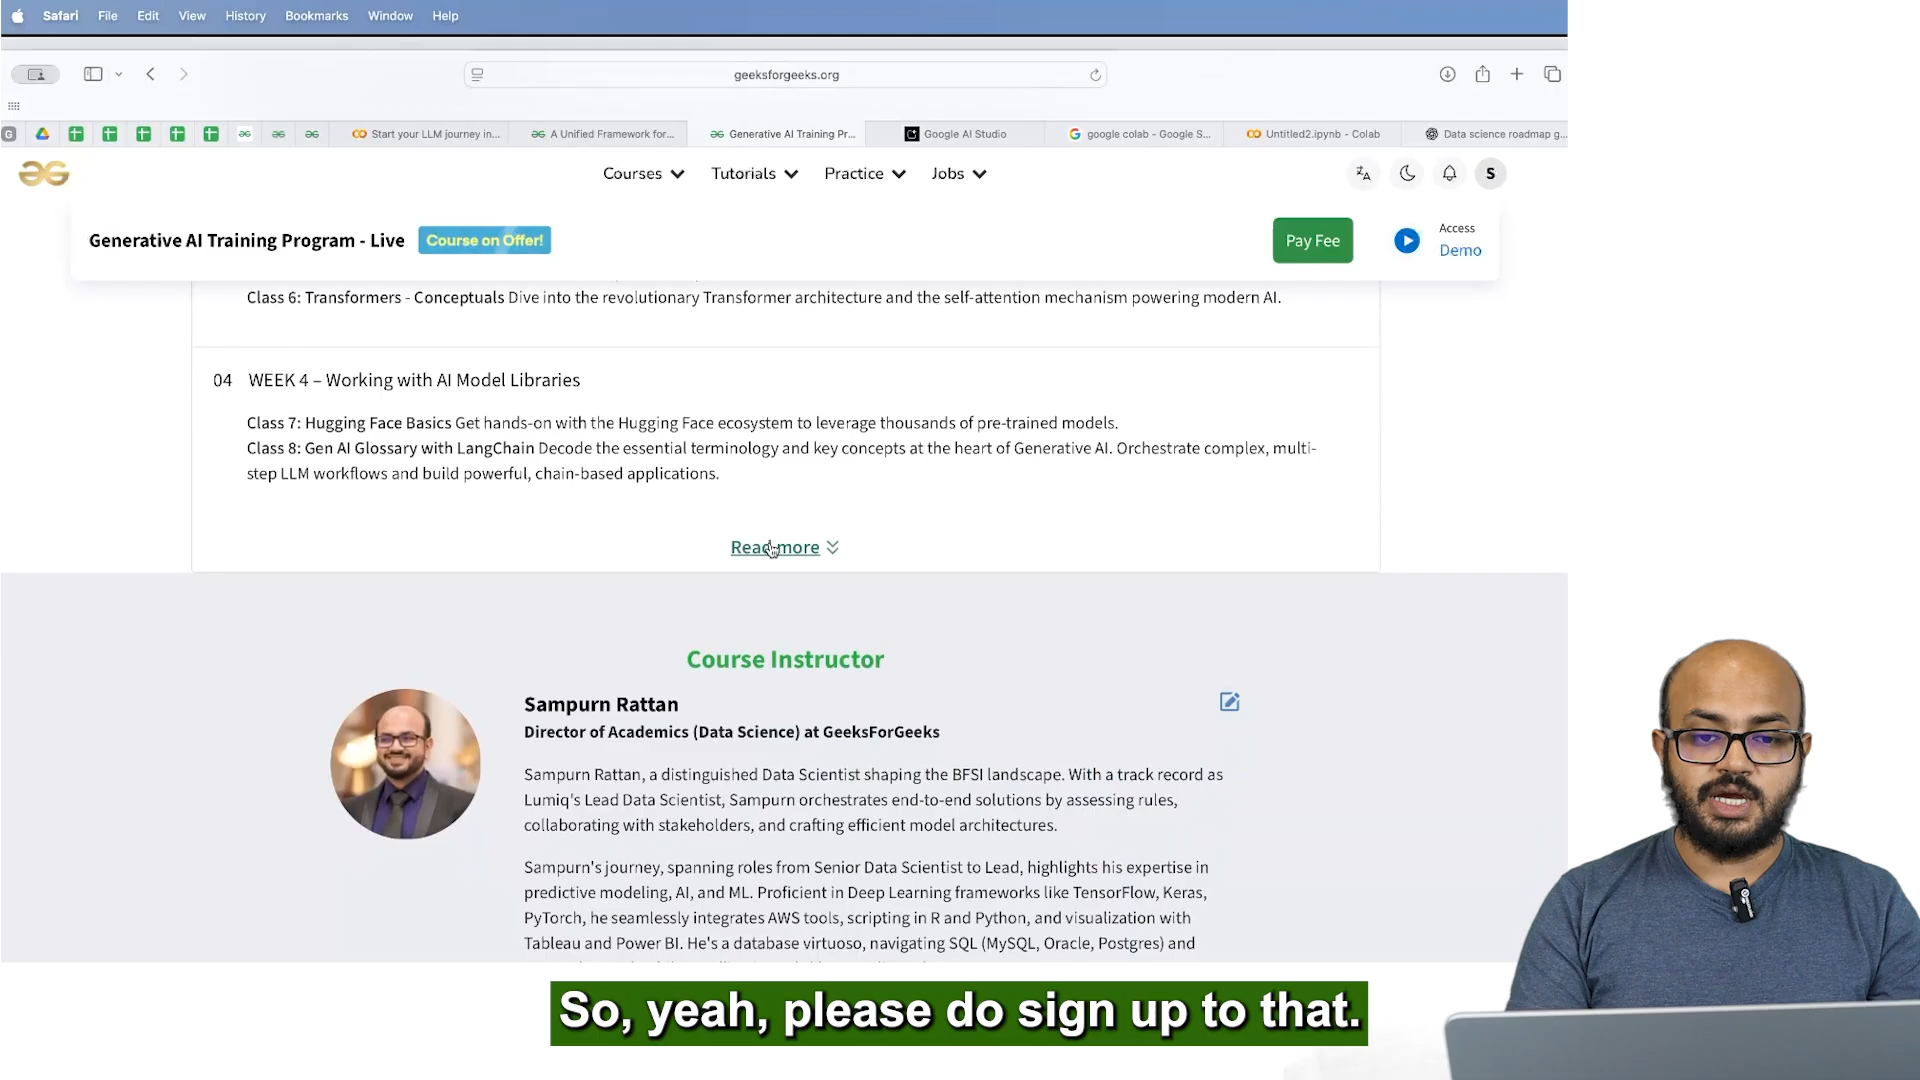 Safari File Edit View History Bookmarks Window Help
geeksforgeeks.org
G Start your LLM journey in... A Unified Framework for... Generative AI Training Pr... Google AI Studio google colab - Google S... Untitled2.ipynb - Colab Data science roadmap g...
Courses Tutorials Practice Jobs S
Generative AI Training Program - Live Course on Offer! Pay Fee Access
Demo
Class 6: Transformers - Conceptuals Dive into the revolutionary Transformer architecture and the self-attention mechanism powering modern AI.
04 WEEK 4 – Working with AI Model Libraries
Class 7: Hugging Face Basics Get hands-on with the Hugging Face ecosystem to leverage thousands of pre-trained models.
Class 8: Gen AI Glossary with LangChain Decode the essential terminology and key concepts at the heart of Generative AI. Orchestrate complex, multi-
step LLM workflows and build powerful, chain-based applications.
Read more
Course Instructor
Sampurn Rattan
Director of Academics (Data Science) at GeeksForGeeks
Sampurn Rattan, a distinguished Data Scientist shaping the BFSI landscape. With a track record as
Lumiq's Lead Data Scientist, Sampurn orchestrates end-to-end solutions by assessing rules,
collaborating with stakeholders, and crafting efficient model architectures.
Sampurn's journey, spanning roles from Senior Data Scientist to Lead, highlights his expertise in
predictive modeling, AI, and ML. Proficient in Deep Learning frameworks like TensorFlow, Keras,
PyTorch, he seamlessly integrates AWS tools, scripting in R and Python, and visualization with
Tableau and Power BI. He's a database virtuoso, navigating SQL (MySQL, Oracle, Postgres) and
So, yeah, please do sign up to that.